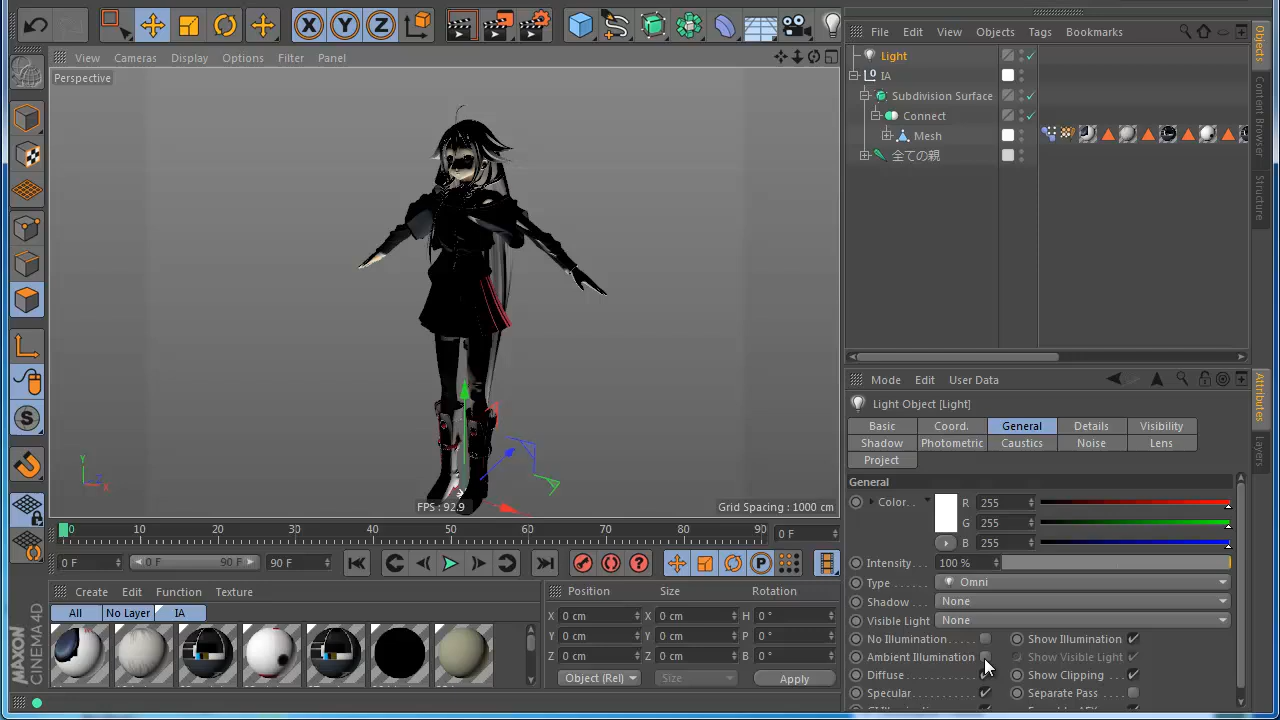 View Cameras Display Options Filter Panel
Perspective
FPS : 92.9
Grid Spacing : 1000 cm
Y
X
0 10 20 30 40 50 60 70 80 90
0 F
0 F
0 F
90 F
90 F
Create Edit Function Texture
All No Layer IA
Position Size Rotation
X 0 cm X 0 cm H 0 °
Y 0 cm Y 0 cm P 0 °
Z 0 cm Z 0 cm B 0 °
Object (Rel) Size Apply
MAXON
CINEMA 4D
File Edit View Objects Tags Bookmarks
Light
IA
Subdivision Surface
Connect
Mesh
全ての親
Objects
Content Browser
Structure
Mode Edit User Data
Light Object [Light]
Basic Coord. General Details Visibility
Shadow Photometric Caustics Noise Lens
Project
General
Color . . R 255
G 255
B 255
Intensity . . . 100 %
Type . . . . . Omni
Shadow . . . None
Visible Light None
No Illumination . . . . . Show Illumination
Ambient Illumination Show Visible Light
Diffuse . . . . . . . . . . . Show Clipping
Specular . . . . . . . . . . Separate Pass
Attributes
Layers